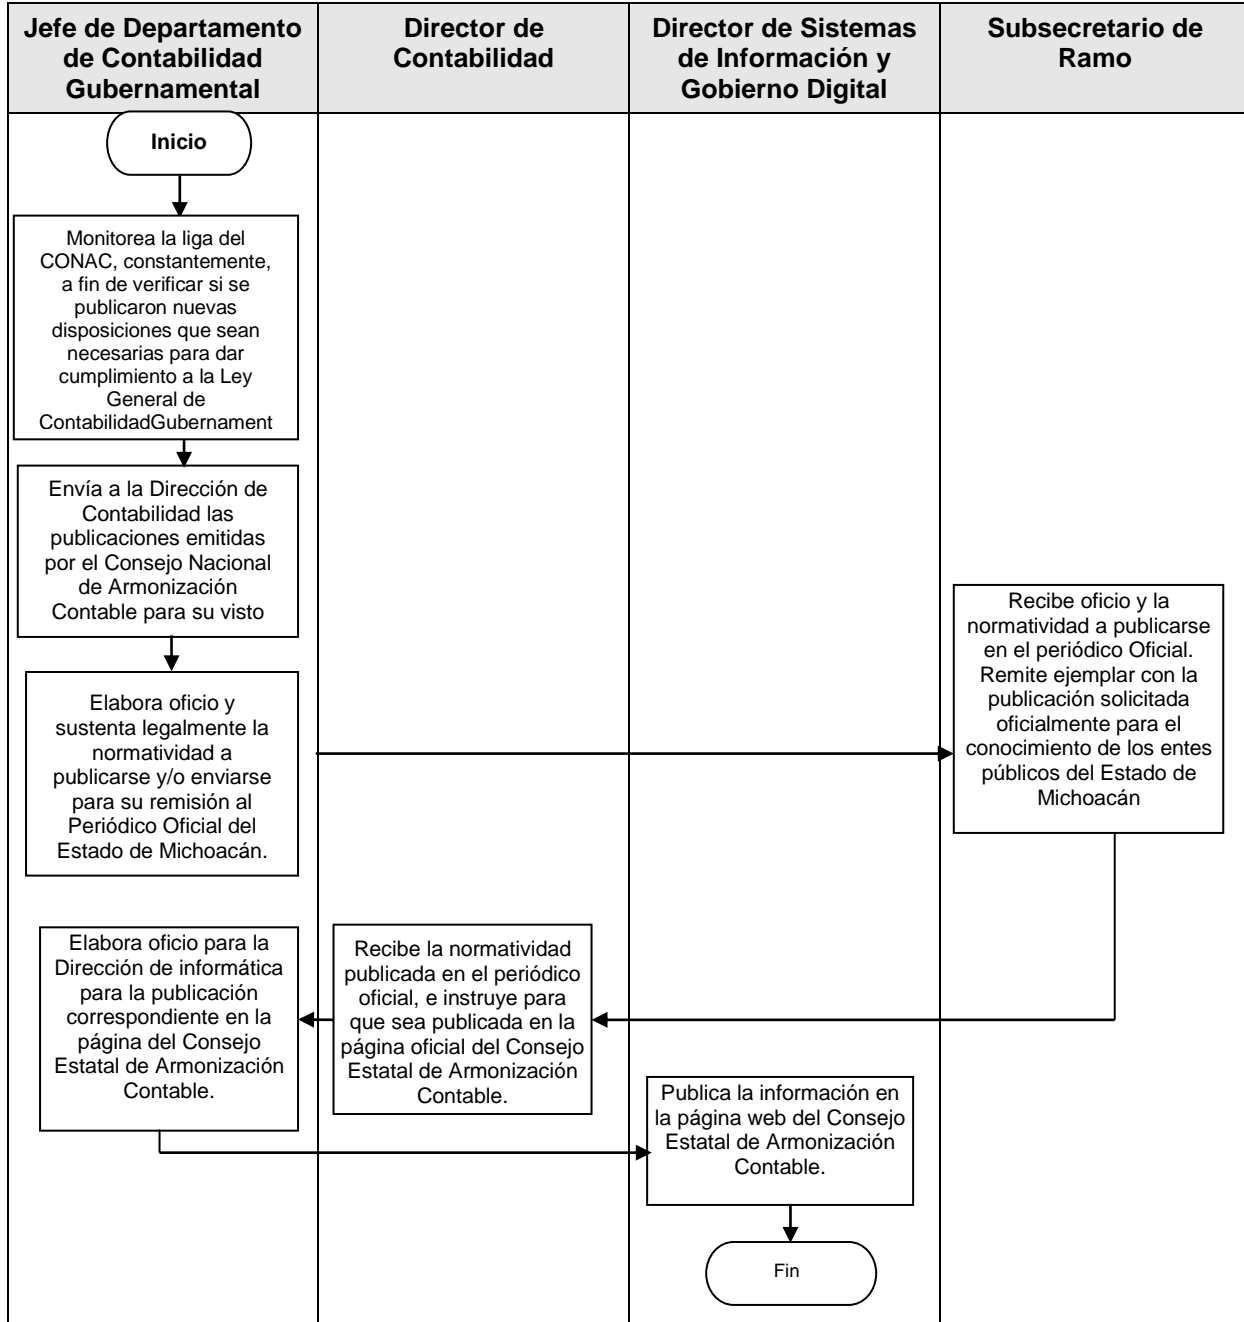 Jefe de Departamento
de Contabilidad
Gubernamental
Director de
Contabilidad
Director de Sistemas
de Información y
Gobierno Digital
Subsecretario de
Ramo
Inicio
Monitorea la liga del
CONAC, constantemente,
a fin de verificar si se
publicaron nuevas
disposiciones que sean
necesarias para dar
cumplimiento a la Ley
General de
ContabilidadGubernament
Envía a la Dirección de
Contabilidad las
publicaciones emitidas
por el Consejo Nacional
de Armonización
Contable para su visto
Elabora oficio y
sustenta legalmente la
normatividad a
publicarse y/o enviarse
para su remisión al
Periódico Oficial del
Estado de Michoacán.
Recibe oficio y la
normatividad a publicarse
en el periódico Oficial.
Remite ejemplar con la
publicación solicitada
oficialmente para el
conocimiento de los entes
públicos del Estado de
Michoacán
Recibe la normatividad
publicada en el periódico
oficial, e instruye para
que sea publicada en la
página oficial del Consejo
Estatal de Armonización
Contable.
Elabora oficio para la
Dirección de informática
para la publicación
correspondiente en la
página del Consejo
Estatal de Armonización
Contable.
Publica la información en
la página web del Consejo
Estatal de Armonización
Contable.
Fin